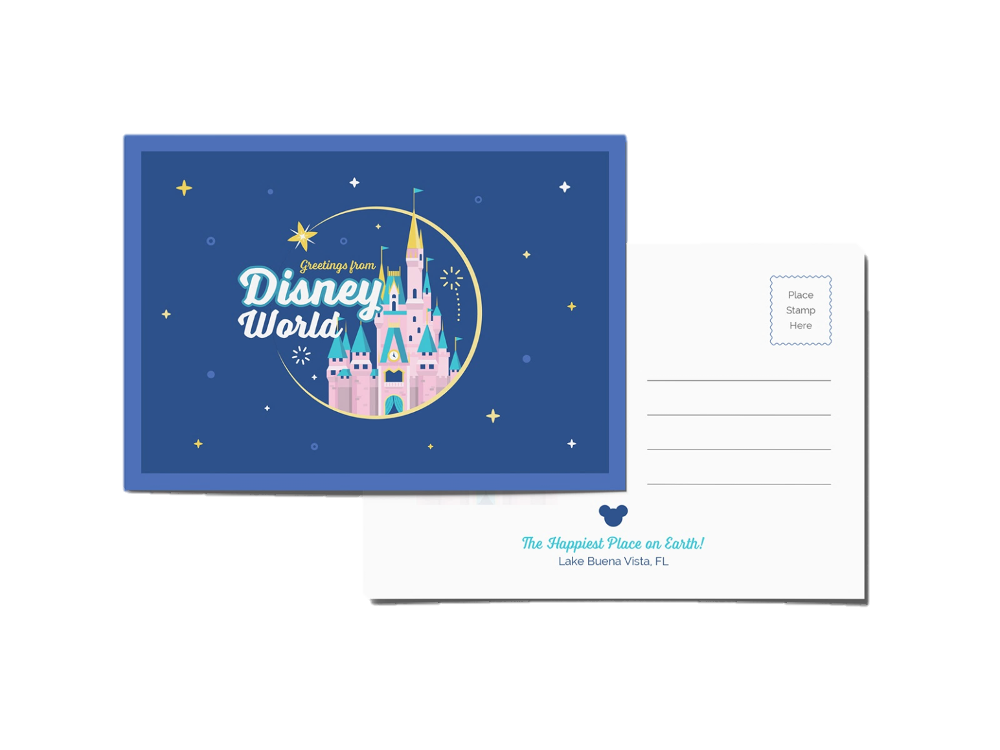 Greetings from
Disney
World
Place
Stamp
Here
The Happiest Place on Earth!
Lake Buena Vista, FL